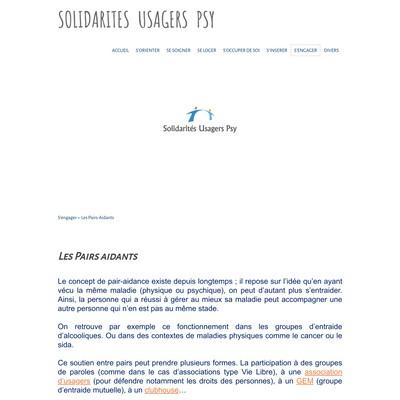 SOLIDARITES USAGERS PSY
ACCUEIL S'ORIENTER SE SOIGNER SE LOGER S'OCCUPER DE SOI S'INSERER S'ENGAGER DIVERS
Solidarités Usagers Psy
S'engager » Les Pairs-Aidants
LES PAIRS AIDANTS
Le concept de pair-aidance existe depuis longtemps ; il repose sur l'idée qu'en ayant
vécu la même maladie (physique ou psychique), on peut d'autant plus s'entraider.
Ainsi, la personne qui a réussi à gérer au mieux sa maladie peut accompagner une
autre personne qui n'en est pas au même stade.
On retrouve par exemple ce fonctionnement dans les groupes d'entraide
d'alcooliques. Ou dans des contextes de maladies physiques comme le cancer ou le
sida.
Ce soutien entre pairs peut prendre plusieurs formes. La participation à des groupes
de paroles (comme dans le cas d'associations type Vie Libre), à une association
d'usagers (pour défendre notamment les droits des personnes), à un GEM (groupe
d'entraide mutuelle), à un clubhouse…